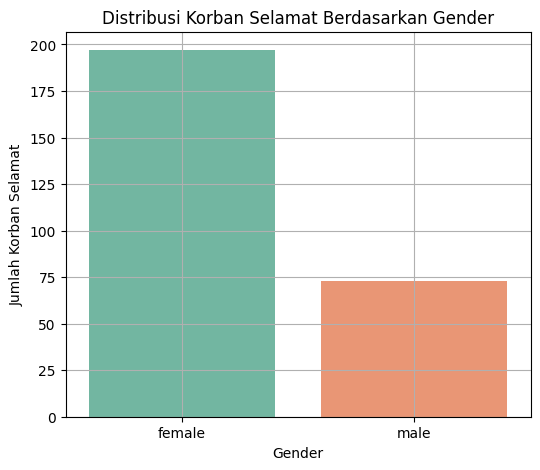 Distribusi Korban Selamat Berdasarkan Gender
200
175
150
125
100
75
50
25
0
Jumlah Korban Selamat
female
male
Gender